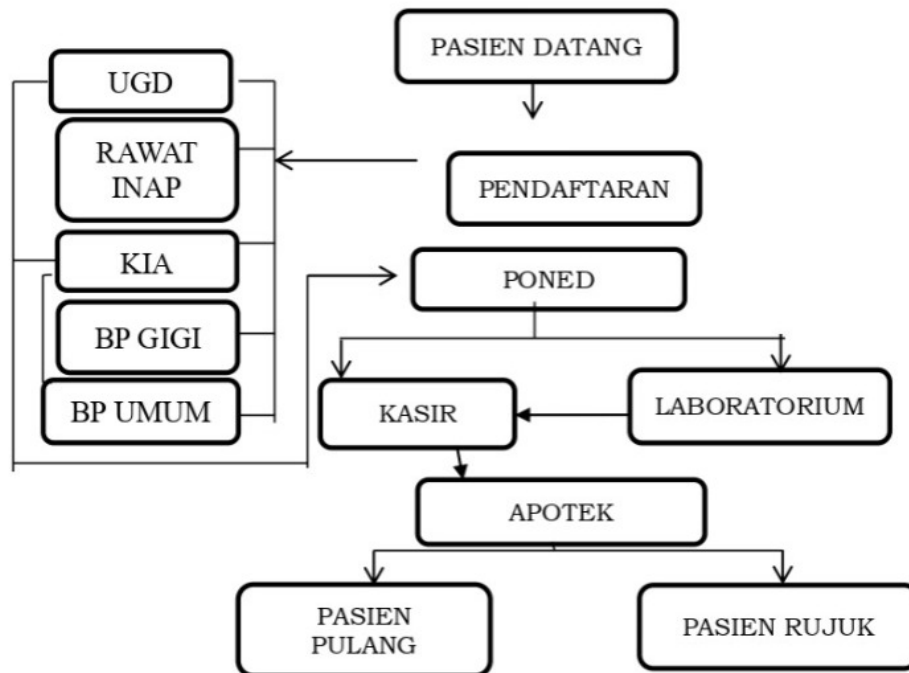 PASIEN DATANG
UGD
RAWAT
INAP
PENDAFTARAN
KIA
PONED
BP GIGI
BP UMUM
KASIR
LABORATORIUM
APOTEK
PASIEN
PULANG
PASIEN RUJUK